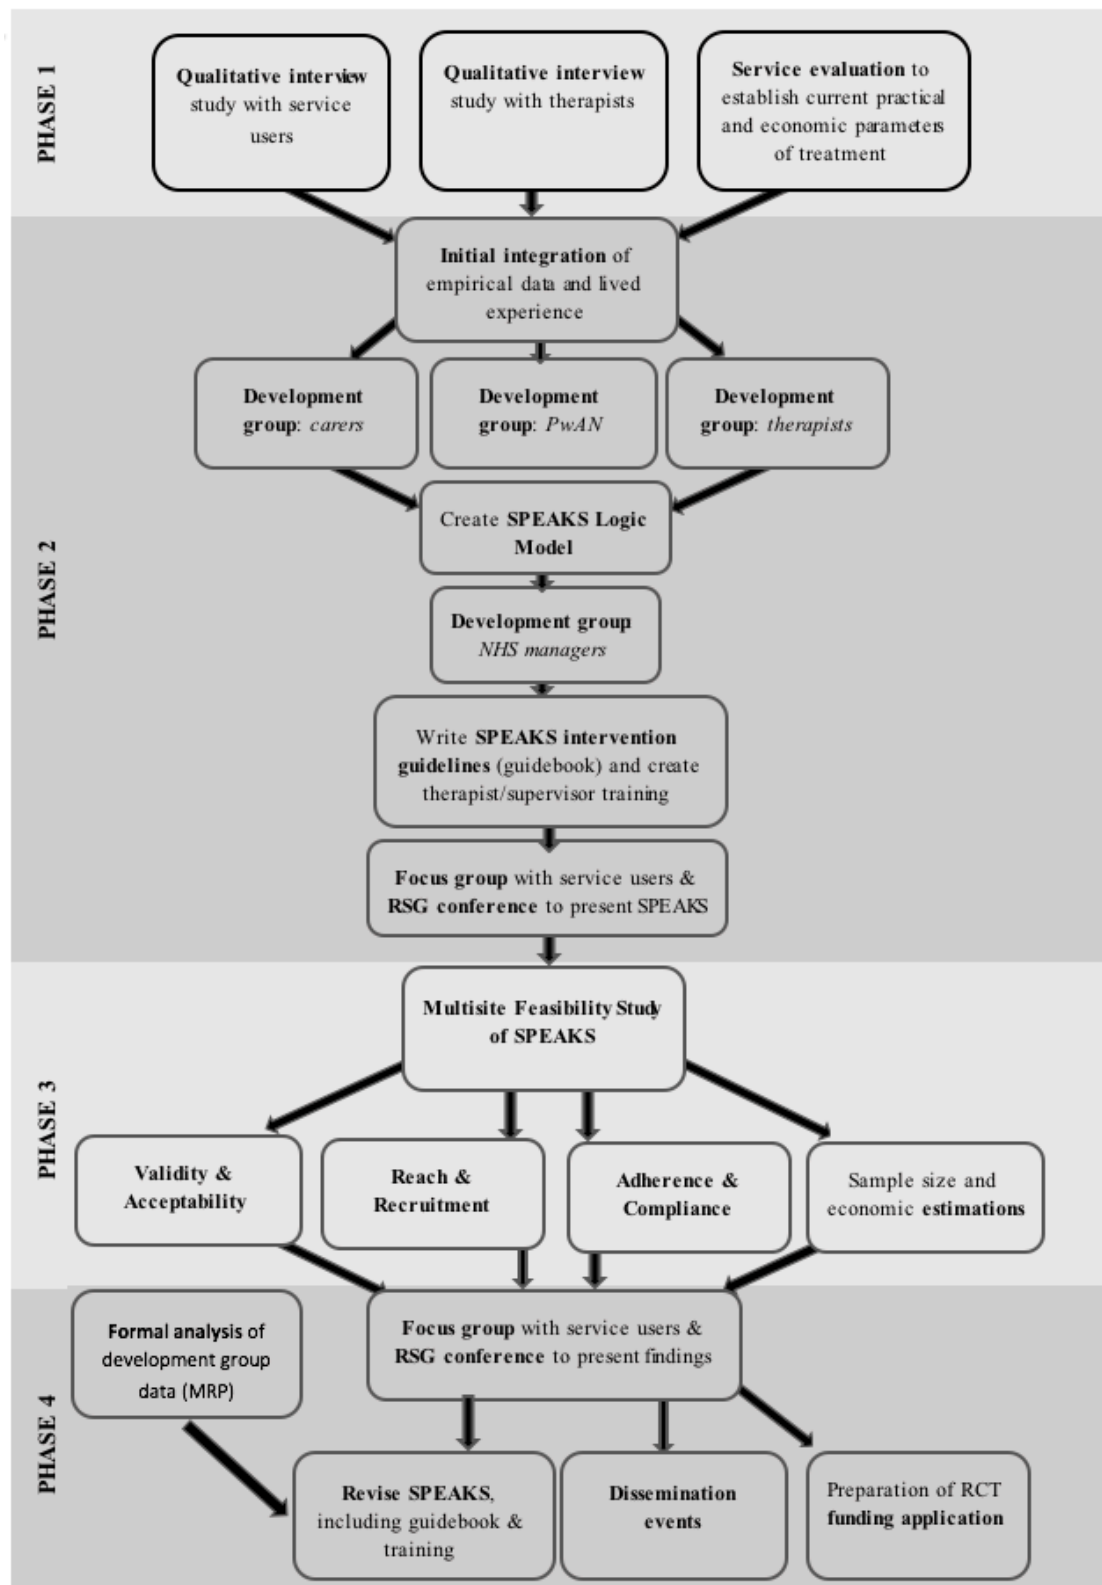 PHASE 1
Qualitative interview
study with service
users
Qualitative interview
study with therapists
Service evaluation to
establish current practical
and economic parameters
of treatment
PHASE 2
Initial integration of
empirical data and lived
experience
Development
group: carers
Development
group: PwAN
Development
group: therapists
Create SPEAKS Logic
Model
Development group
NHS managers
Write SPEAKS intervention
guidelines (guidebook) and create
therapist/supervisor training
Focus group with service users &
RSG conference to present SPEAKS
PHASE 3
Multisite Feasibility Study
of SPEAKS
Validity &
Acceptability
Reach &
Recruitment
Adherence &
Compliance
Sample size and
economic estimations
PHASE 4
Formal analysis of
development group
data (MRP)
Focus group with service users &
RSG conference to present findings
Revise SPEAKS,
including guidebook &
training
Dissemination
events
Preparation of RCT
funding application